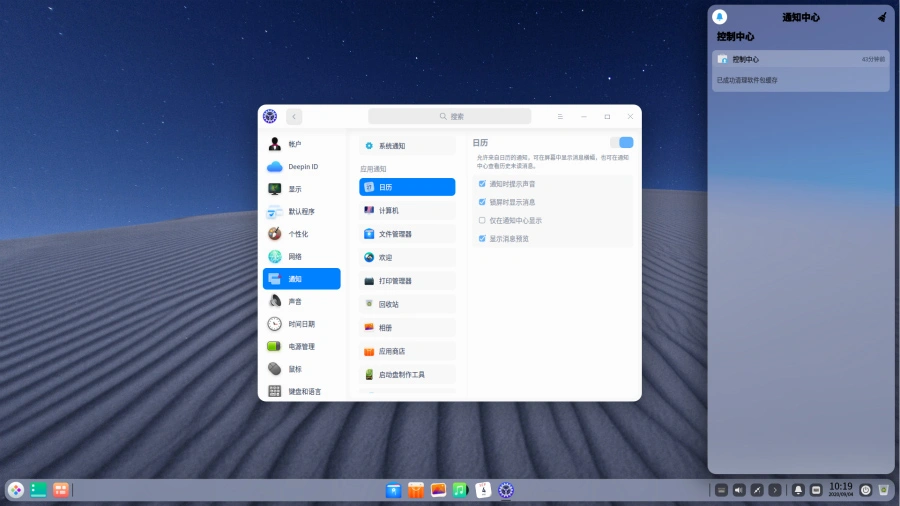 通知中心
控制中心
控制中心
43分钟前
已成功清理软件包缓存
搜索
帐户
Deepin ID
显示
默认程序
个性化
网络
通知
声音
时间日期
电源管理
鼠标
键盘和语言
系统通知
应用通知
日历
计算机
文件管理器
欢迎
打印管理器
回收站
相册
应用商店
启动盘制作工具
日历
允许来自日历的通知，可在屏幕中显示消息横幅，也可在通知
中心查看历史未读消息。
通知时提示声音
锁屏时显示消息
仅在通知中心显示
显示消息预览
10:19
2020/09/04